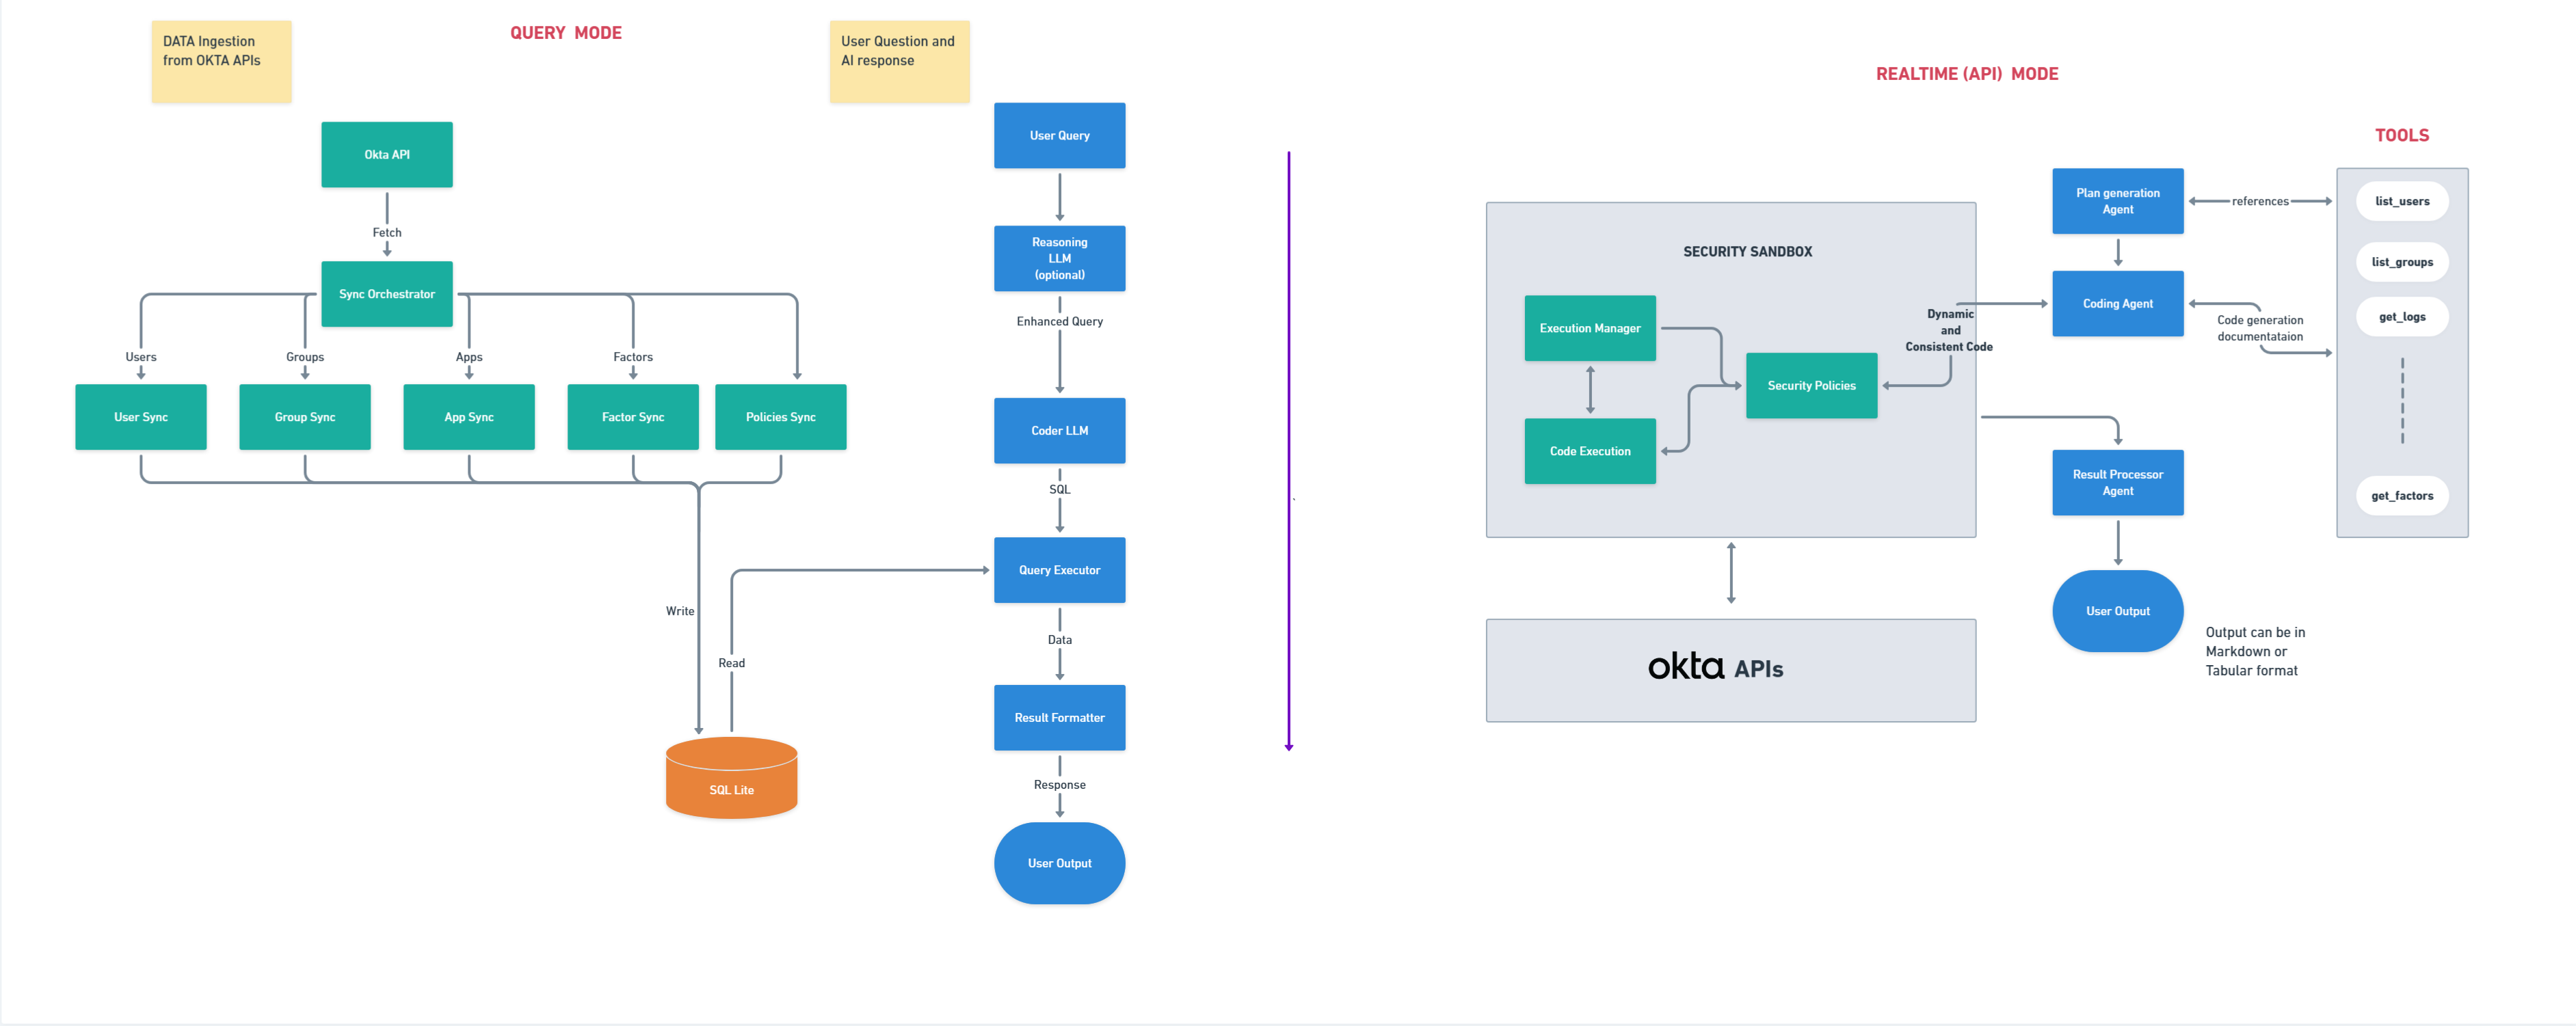 DATA Ingestion
from OKTA APIs
QUERY MODE
User Question and
AI response
Okta API
Fetch
Sync Orchestrator
Users
Groups
Apps
Factors
User Sync
Group Sync
App Sync
Factor Sync
Policies Sync
Write
Read
SQL Lite
User Query
Reasoning
LLM
(optional)
Enhanced Query
Coder LLM
SQL
Query Executor
Data
Result Formatter
Response
User Output
REALTIME (API) MODE
TOOLS
SECURITY SANDBOX
Execution Manager
Code Execution
Security Policies
Dynamic
and
Consistent Code
okta APIs
Plan generation
Agent
references
Coding Agent
Code generation
documentataion
Result Processor
Agent
User Output
Output can be in
Markdown or
Tabular format
list_users
list_groups
get_logs
get_factors